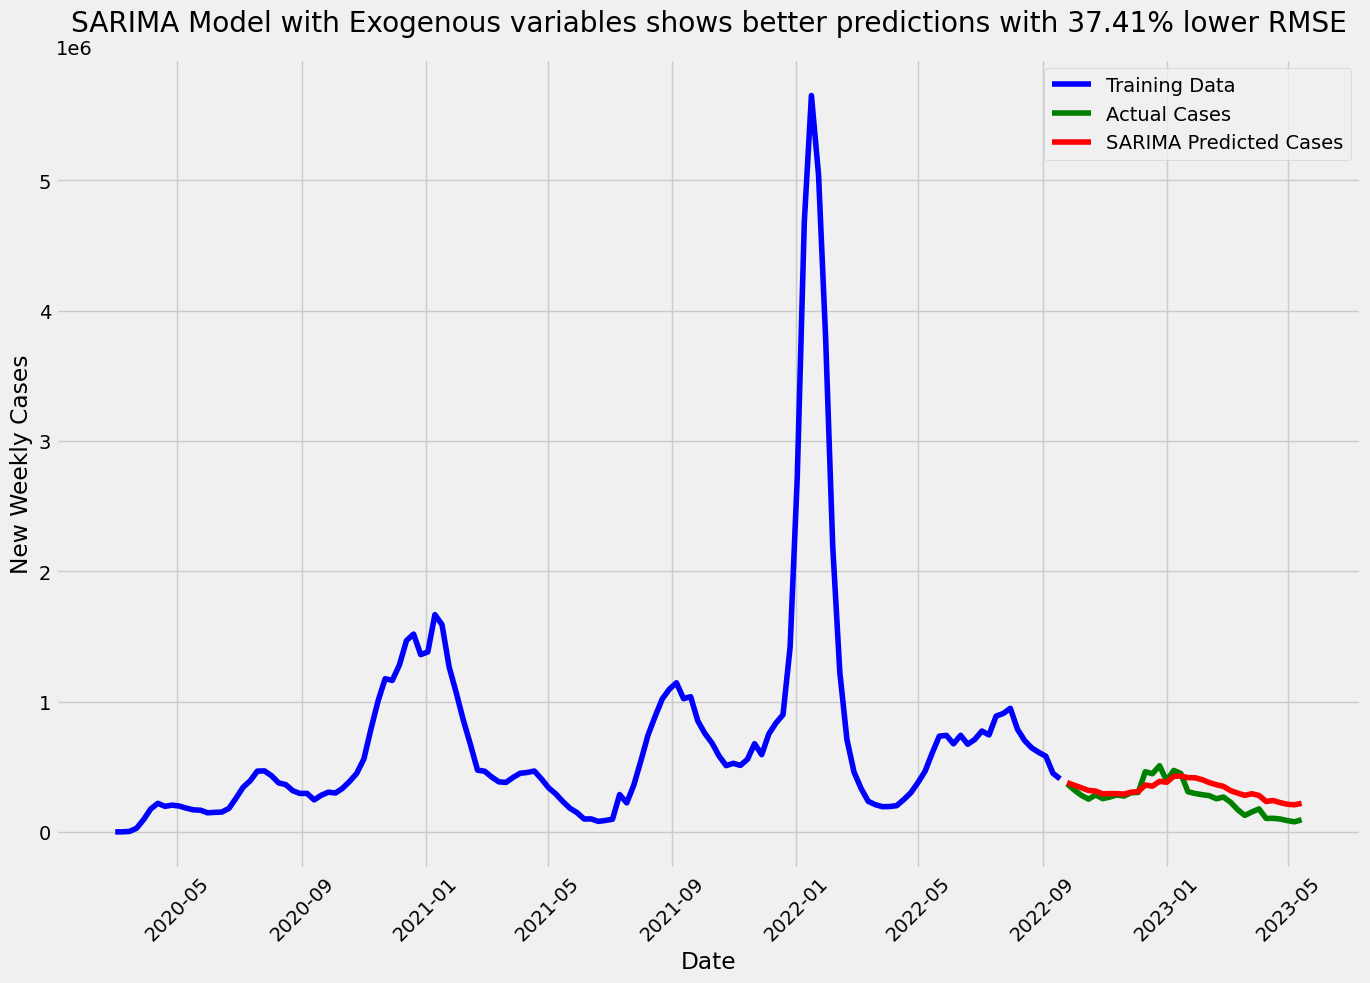 SARIMA Model with Exogenous variables shows better predictions with 37.41% lower RMSE
1e6
Training Data
Actual Cases
SARIMA Predicted Cases
5
4
3
2
1
0
New Weekly Cases
2020-05
2020-09
2021-01
2021-05
2021-09
2022-01
2022-05
2022-09
2023-01
2023-05
Date